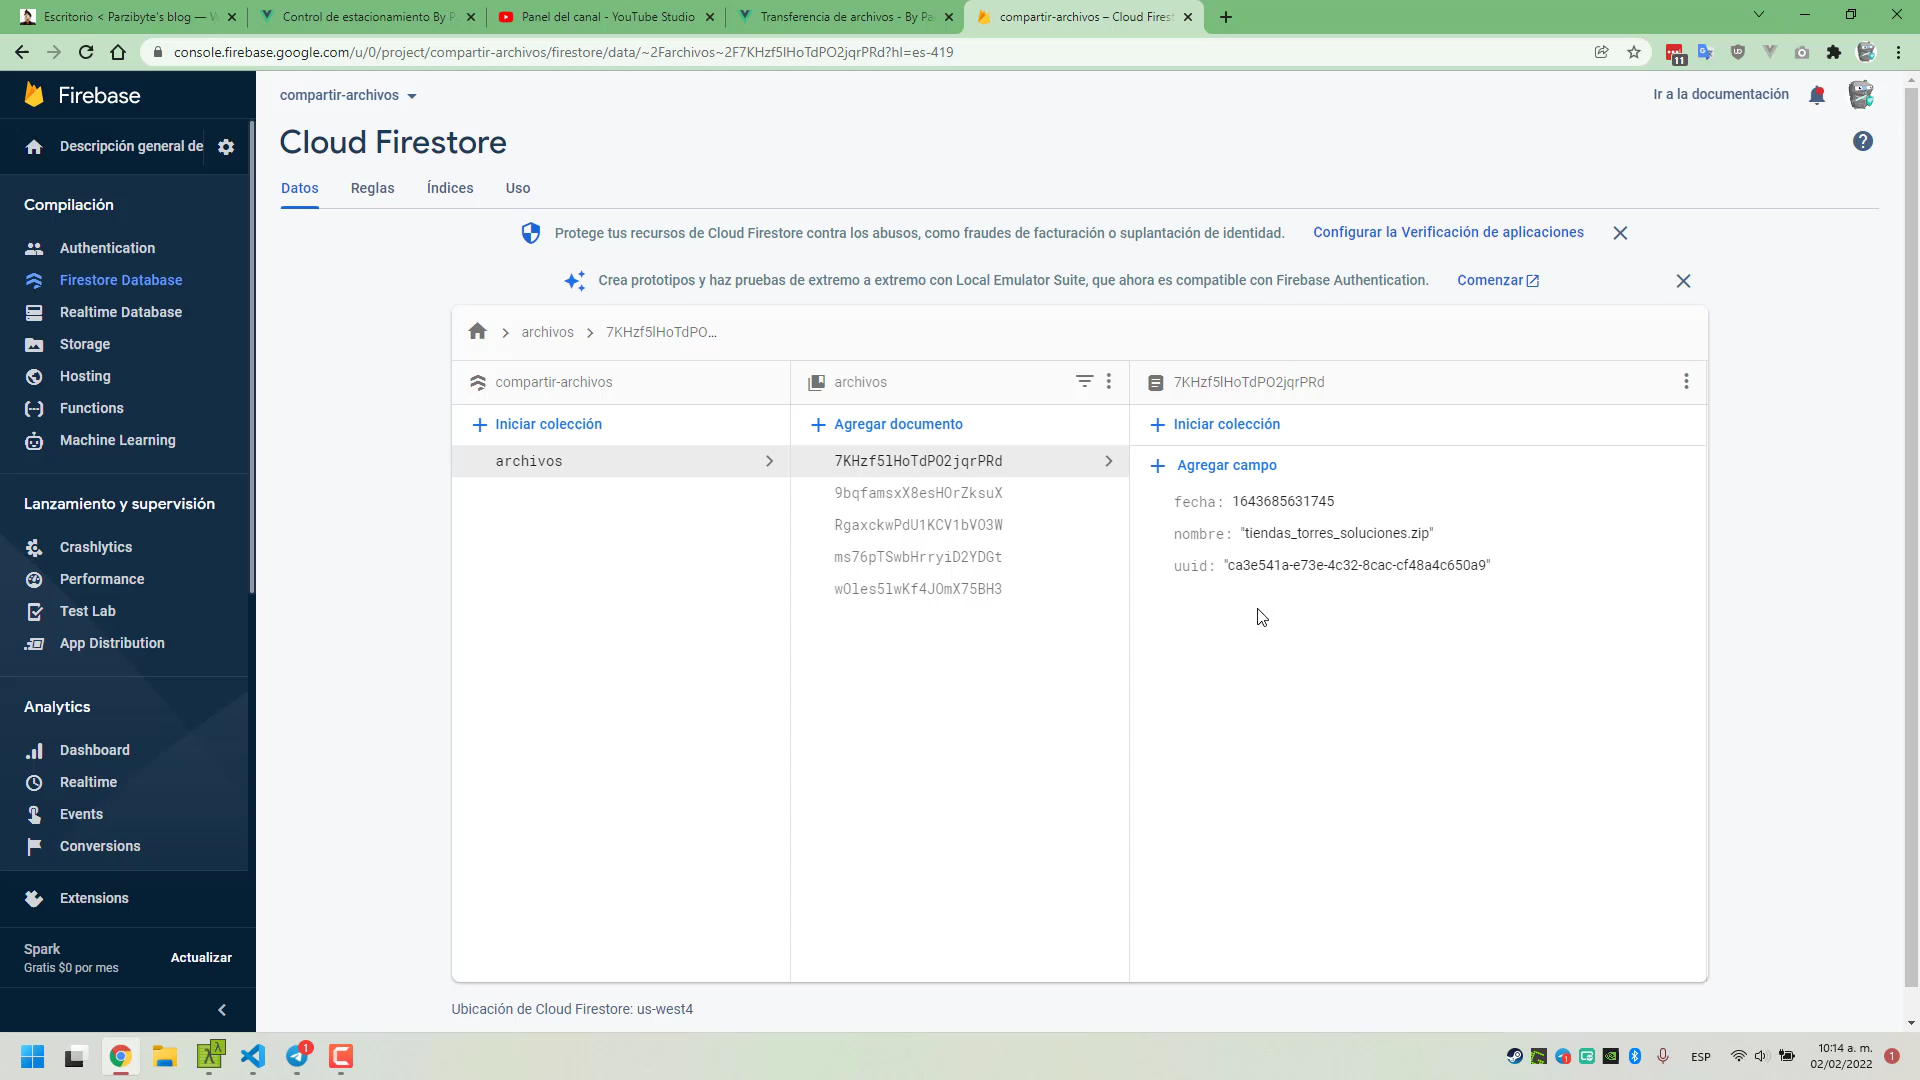 Escritorio < Parzibyte's blog — W
Control de estacionamiento By P
Panel del canal - YouTube Studio
Transferencia de archivos - By Pa
compartir-archivos – Cloud Firest
console.firebase.google.com/u/0/project/compartir-archivos/firestore/data/~2Farchivos~2F7KHzf5lHoTdPO2jqrPRd?hl=es-419
11
Firebase
compartir-archivos
Ir a la documentación
Descripción general de
Cloud Firestore
Datos
Reglas
Índices
Uso
Compilación
Authentication
Firestore Database
Realtime Database
Storage
Hosting
Functions
Machine Learning
Lanzamiento y supervisión
Crashlytics
Performance
Test Lab
App Distribution
Analytics
Dashboard
Realtime
Events
Conversions
Extensions
Spark
Gratis $0 por mes
Actualizar
Protege tus recursos de Cloud Firestore contra los abusos, como fraudes de facturación o suplantación de identidad.
Configurar la Verificación de aplicaciones
Crea prototipos y haz pruebas de extremo a extremo con Local Emulator Suite, que ahora es compatible con Firebase Authentication.
Comenzar
archivos
7KHzf5lHoTdPO...
compartir-archivos
Iniciar colección
archivos
archivos
Agregar documento
7KHzf5lHoTdPO2jqrPRd
9bqfamsxX8esHOrZksuX
RgaxckwPdU1KCV1bVO3W
ms76pTSwbHrryiD2YDGt
wOles5lwKf4JOmX75BH3
7KHzf5lHoTdPO2jqrPRd
Iniciar colección
Agregar campo
fecha: 1643685631745
nombre: "tiendas_torres_soluciones.zip"
uuid: "ca3e541a-e73e-4c32-8cac-cf48a4c650a9"
Ubicación de Cloud Firestore: us-west4
1
ESP
10:14 a. m.
02/02/2022
1